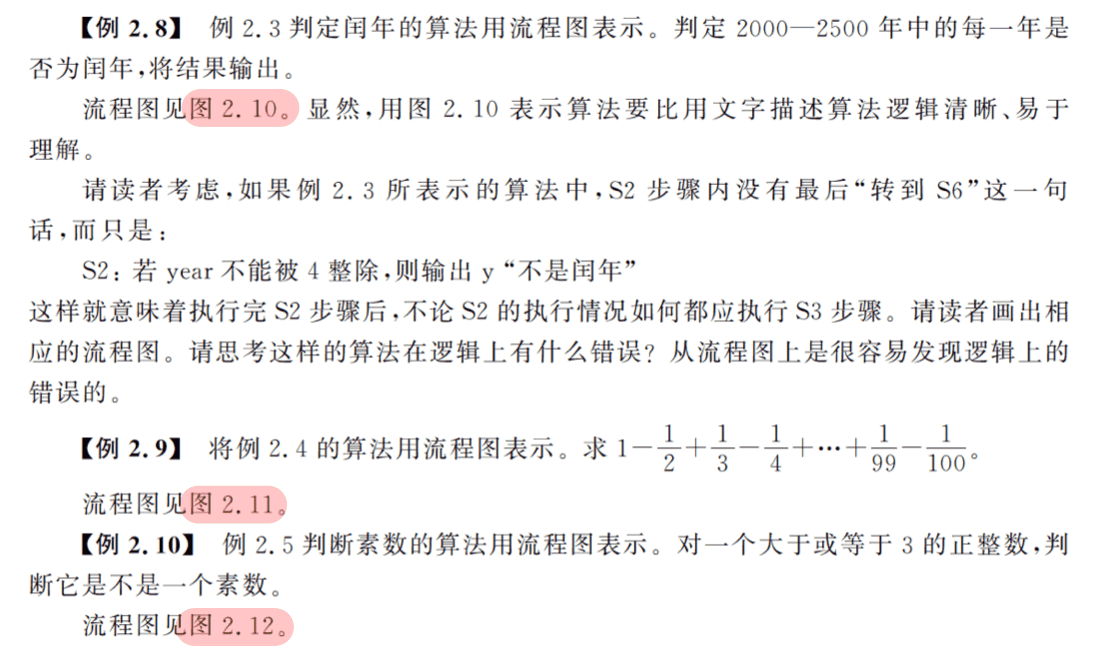 【例 2.8】 例 2.3 判定闰年的算法用流程图表示。判定 2000—2500 年中的每一年是
否为闰年,将结果输出。
流程图见图 2.10。显然,用图 2.10 表示算法要比用文字描述算法逻辑清晰、易于
理解。
请读者考虑,如果例 2.3 所表示的算法中,S2 步骤内没有最后“转到 S6”这一句
话,而只是:
S2: 若 year 不能被 4 整除,则输出 y “不是闰年”
这样就意味着执行完 S2 步骤后,不论 S2 的执行情况如何都应执行 S3 步骤。请读者画出相
应的流程图。请思考这样的算法在逻辑上有什么错误? 从流程图上是很容易发现逻辑上的
错误的。
【例 2.9】 将例 2.4 的算法用流程图表示。求 1−1/2+1/3−1/4+⋯+1/99−1/100。
流程图见图 2.11。
【例 2.10】 例 2.5 判断素数的算法用流程图表示。对一个大于或等于 3 的正整数,判
断它是不是一个素数。
流程图见图 2.12。